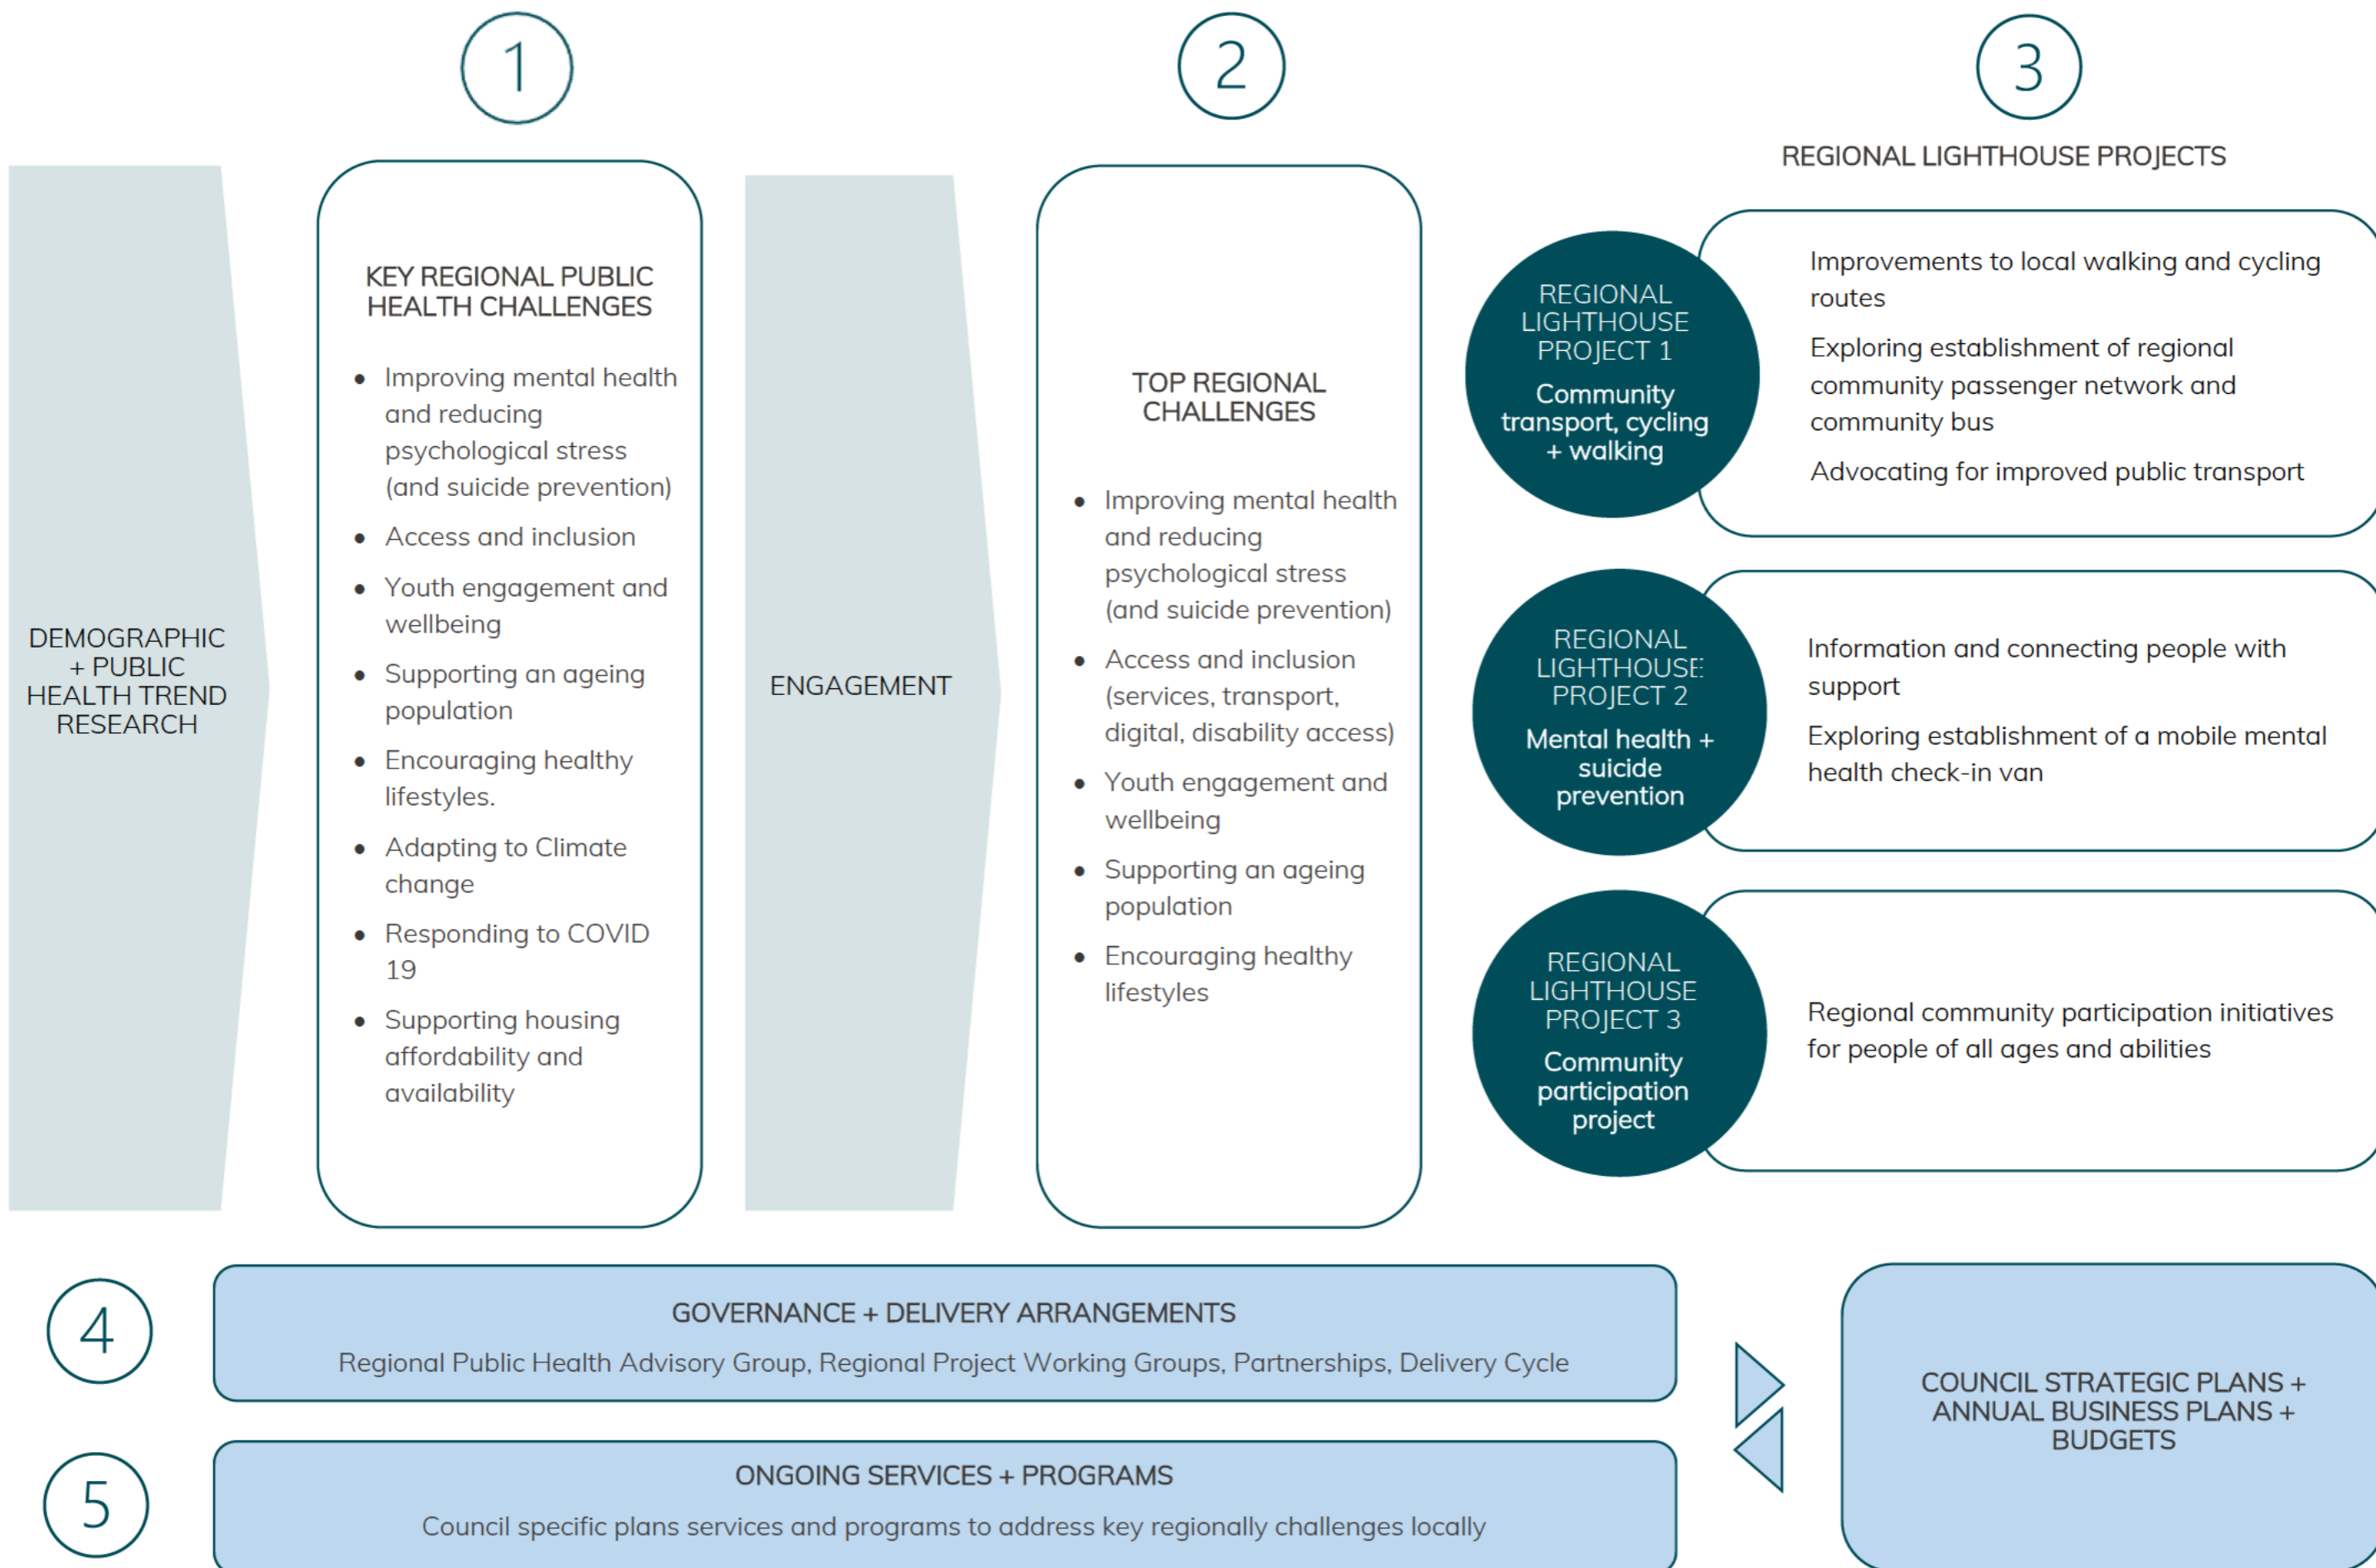 1
2
3
DEMOGRAPHIC
+ PUBLIC
HEALTH TREND
RESEARCH
KEY REGIONAL PUBLIC
HEALTH CHALLENGES
• Improving mental health
and reducing
psychological stress
(and suicide prevention)
• Access and inclusion
• Youth engagement and
wellbeing
• Supporting an ageing
population
• Encouraging healthy
lifestyles.
• Adapting to Climate
change
• Responding to COVID
19
• Supporting housing
affordability and
availability
ENGAGEMENT
TOP REGIONAL
CHALLENGES
• Improving mental health
and reducing
psychological stress
(and suicide prevention)
• Access and inclusion
(services, transport,
digital, disability access)
• Youth engagement and
wellbeing
• Supporting an ageing
population
• Encouraging healthy
lifestyles
REGIONAL LIGHTHOUSE PROJECTS
REGIONAL
LIGHTHOUSE
PROJECT 1
Community
transport, cycling
+ walking
Improvements to local walking and cycling
routes
Exploring establishment of regional
community passenger network and
community bus
Advocating for improved public transport
REGIONAL
LIGHTHOUSE
PROJECT 2
Mental health +
suicide
prevention
Information and connecting people with
support
Exploring establishment of a mobile mental
health check-in van
REGIONAL
LIGHTHOUSE
PROJECT 3
Community
participation
project
Regional community participation initiatives
for people of all ages and abilities
4
GOVERNANCE + DELIVERY ARRANGEMENTS
Regional Public Health Advisory Group, Regional Project Working Groups, Partnerships, Delivery Cycle
5
ONGOING SERVICES + PROGRAMS
Council specific plans services and programs to address key regionally challenges locally
COUNCIL STRATEGIC PLANS +
ANNUAL BUSINESS PLANS +
BUDGETS